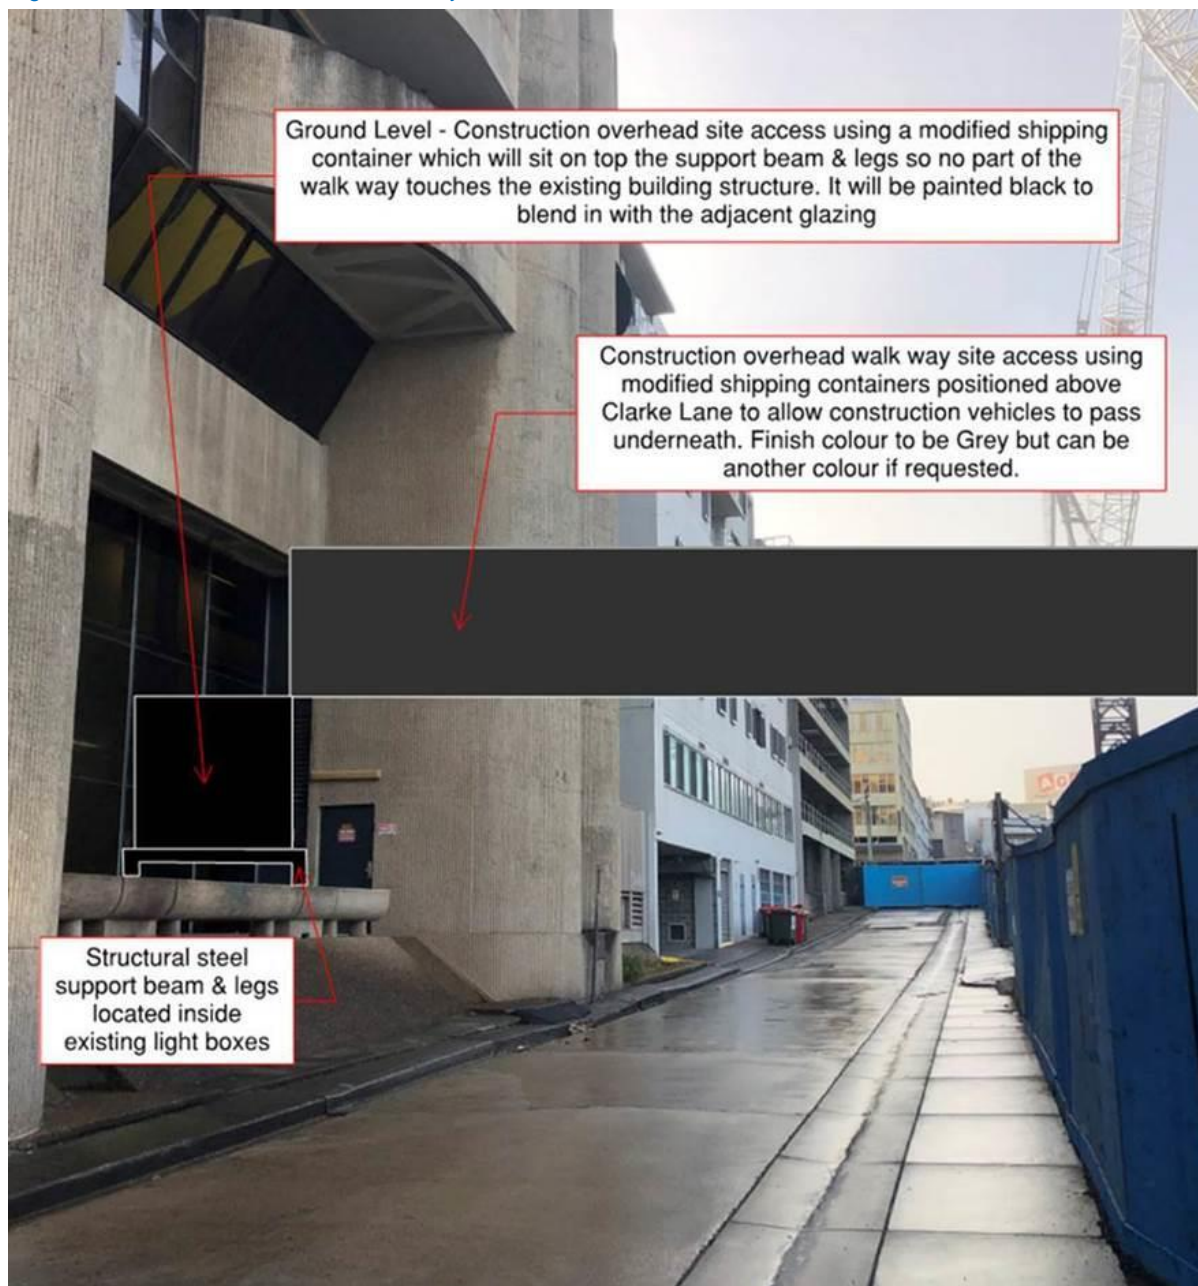 Ground Level - Construction overhead site access using a modified shipping
container which will sit on top the support beam & legs so no part of the
walk way touches the existing building structure. It will be painted black to
blend in with the adjacent glazing
Construction overhead walk way site access using
modified shipping containers positioned above
Clarke Lane to allow construction vehicles to pass
underneath. Finish colour to be Grey but can be
another colour if requested.
Structural steel
support beam & legs
located inside
existing light boxes